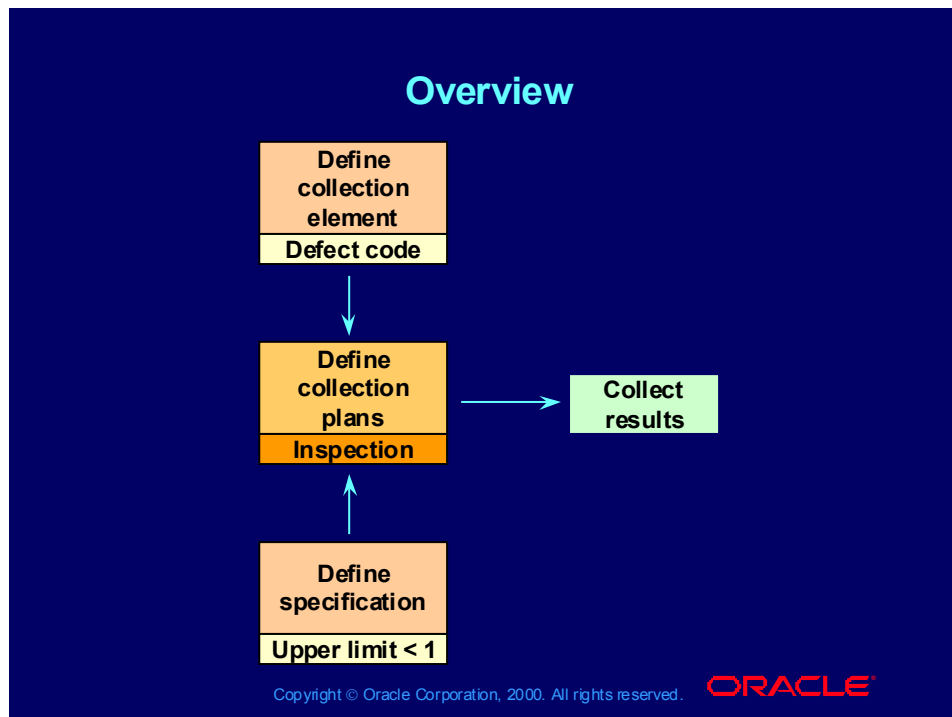 Overview
Define
collection
element
Defect code
Define
collection
plans
Inspection
Collect
results
Define
specification
Upper limit < 1
Copyright © Oracle Corporation, 2000. All rights reserved.
ORACLE®